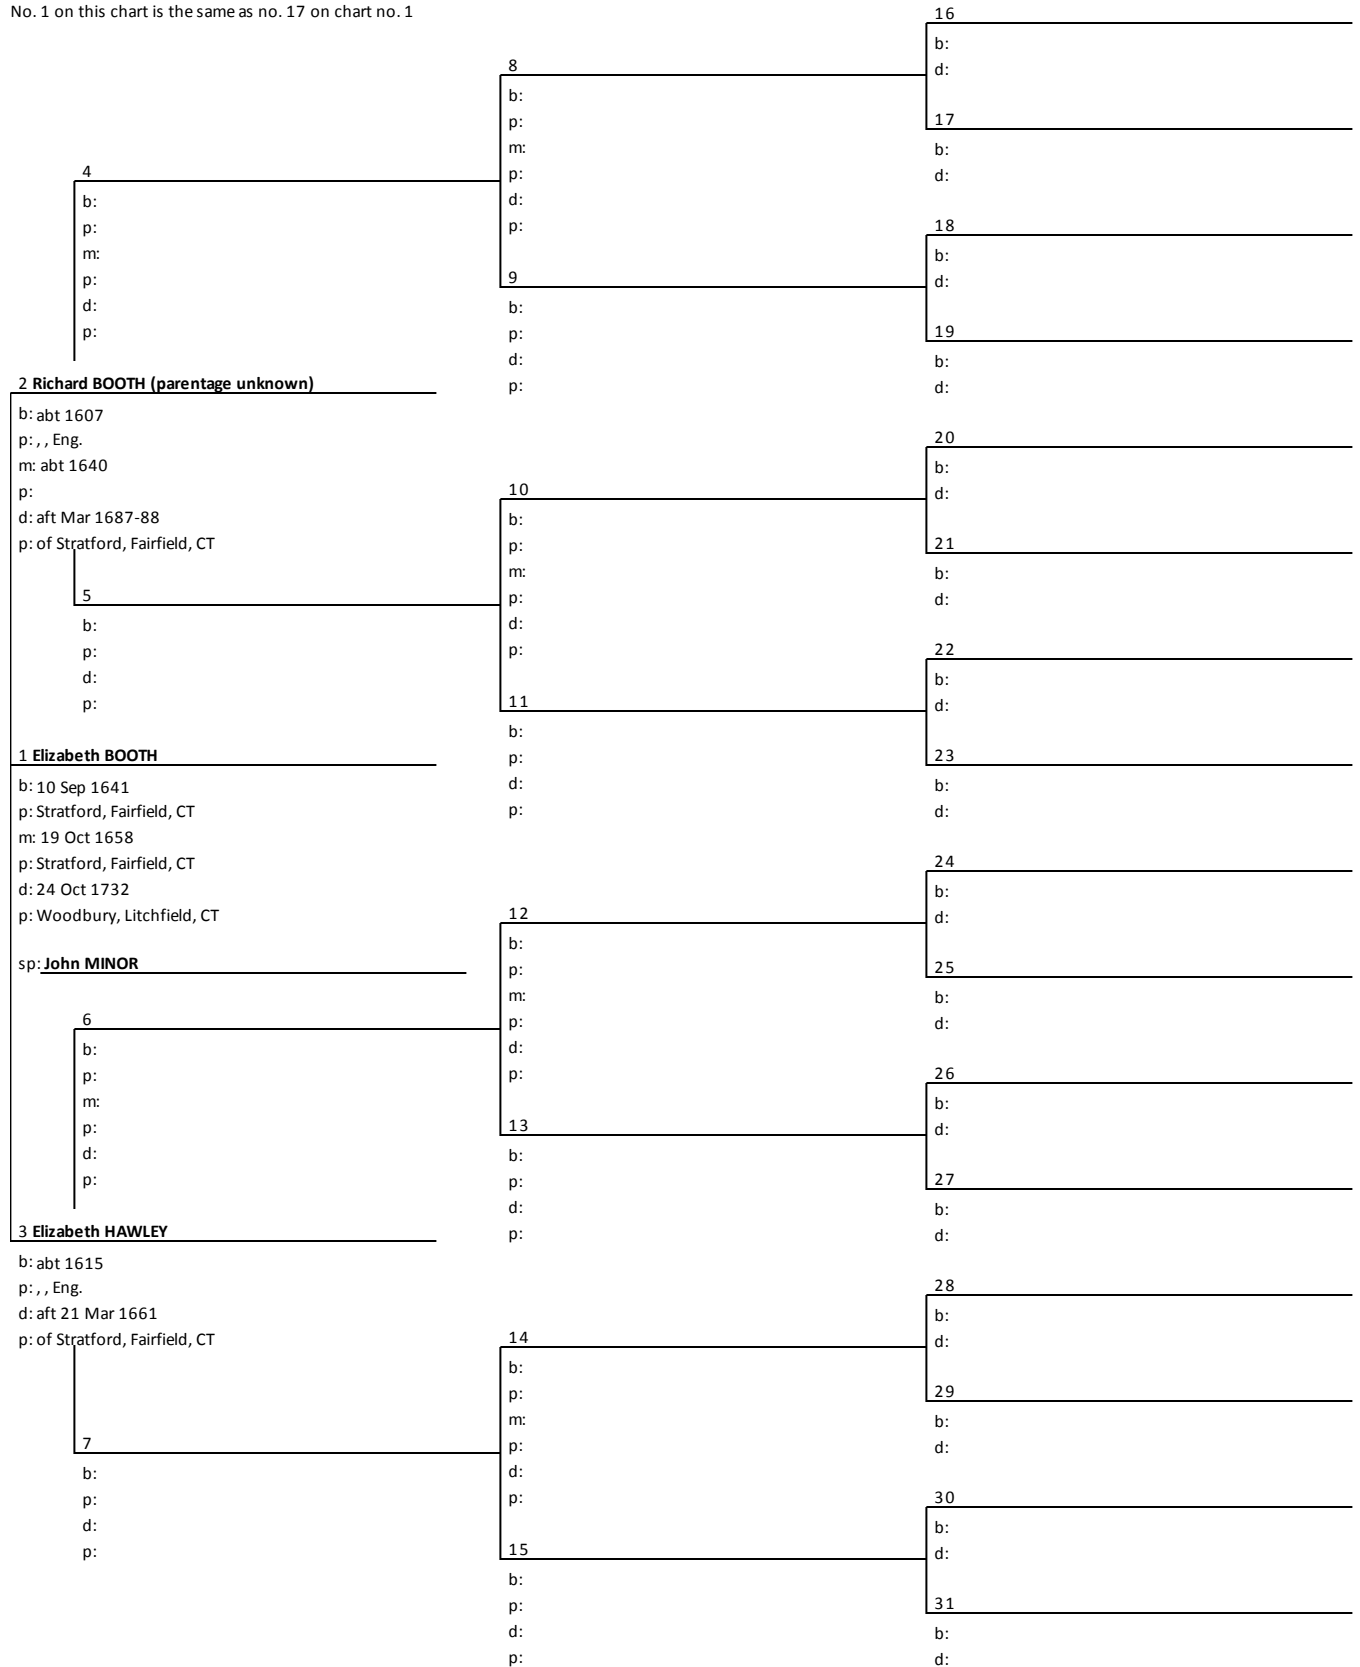 No. 1 on this chart is the same as no. 17 on chart no. 1
4
b:
p:
m:
p:
d:
p:
2 Richard BOOTH (parentage unknown)
b: abt 1607
p: , , Eng.
m: abt 1640
p:
d: aft Mar 1687-88
p: of Stratford, Fairfield, CT
5
b:
p:
d:
p:
1 Elizabeth BOOTH
b: 10 Sep 1641
p: Stratford, Fairfield, CT
m: 19 Oct 1658
p: Stratford, Fairfield, CT
d: 24 Oct 1732
p: Woodbury, Litchfield, CT
sp: John MINOR
6
b:
p:
m:
p:
d:
p:
3 Elizabeth HAWLEY
b: abt 1615
p: , , Eng.
d: aft 21 Mar 1661
p: of Stratford, Fairfield, CT
7
b:
p:
d:
p:
8
b:
p:
m:
p:
d:
p:
9
b:
p:
d:
p:
10
b:
p:
m:
p:
d:
p:
11
b:
p:
d:
p:
12
b:
p:
m:
p:
d:
p:
13
b:
p:
d:
p:
14
b:
p:
m:
p:
d:
p:
15
b:
p:
d:
p:
16
b:
d:
17
b:
d:
18
b:
d:
19
b:
d:
20
b:
d:
21
b:
d:
22
b:
d:
23
b:
d:
24
b:
d:
25
b:
d:
26
b:
d:
27
b:
d:
28
b:
d:
29
b:
d:
30
b:
d:
31
b:
d: